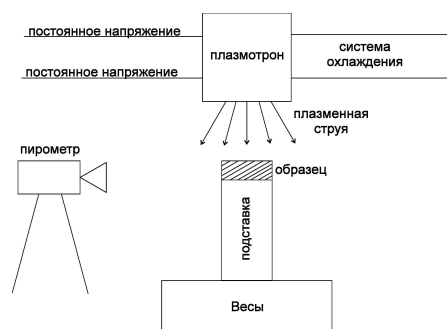 постоянное напряжение
плазмотрон
система
охлаждения
постоянное напряжение
плазменная
струя
пирометр
образец
подставка
Весы